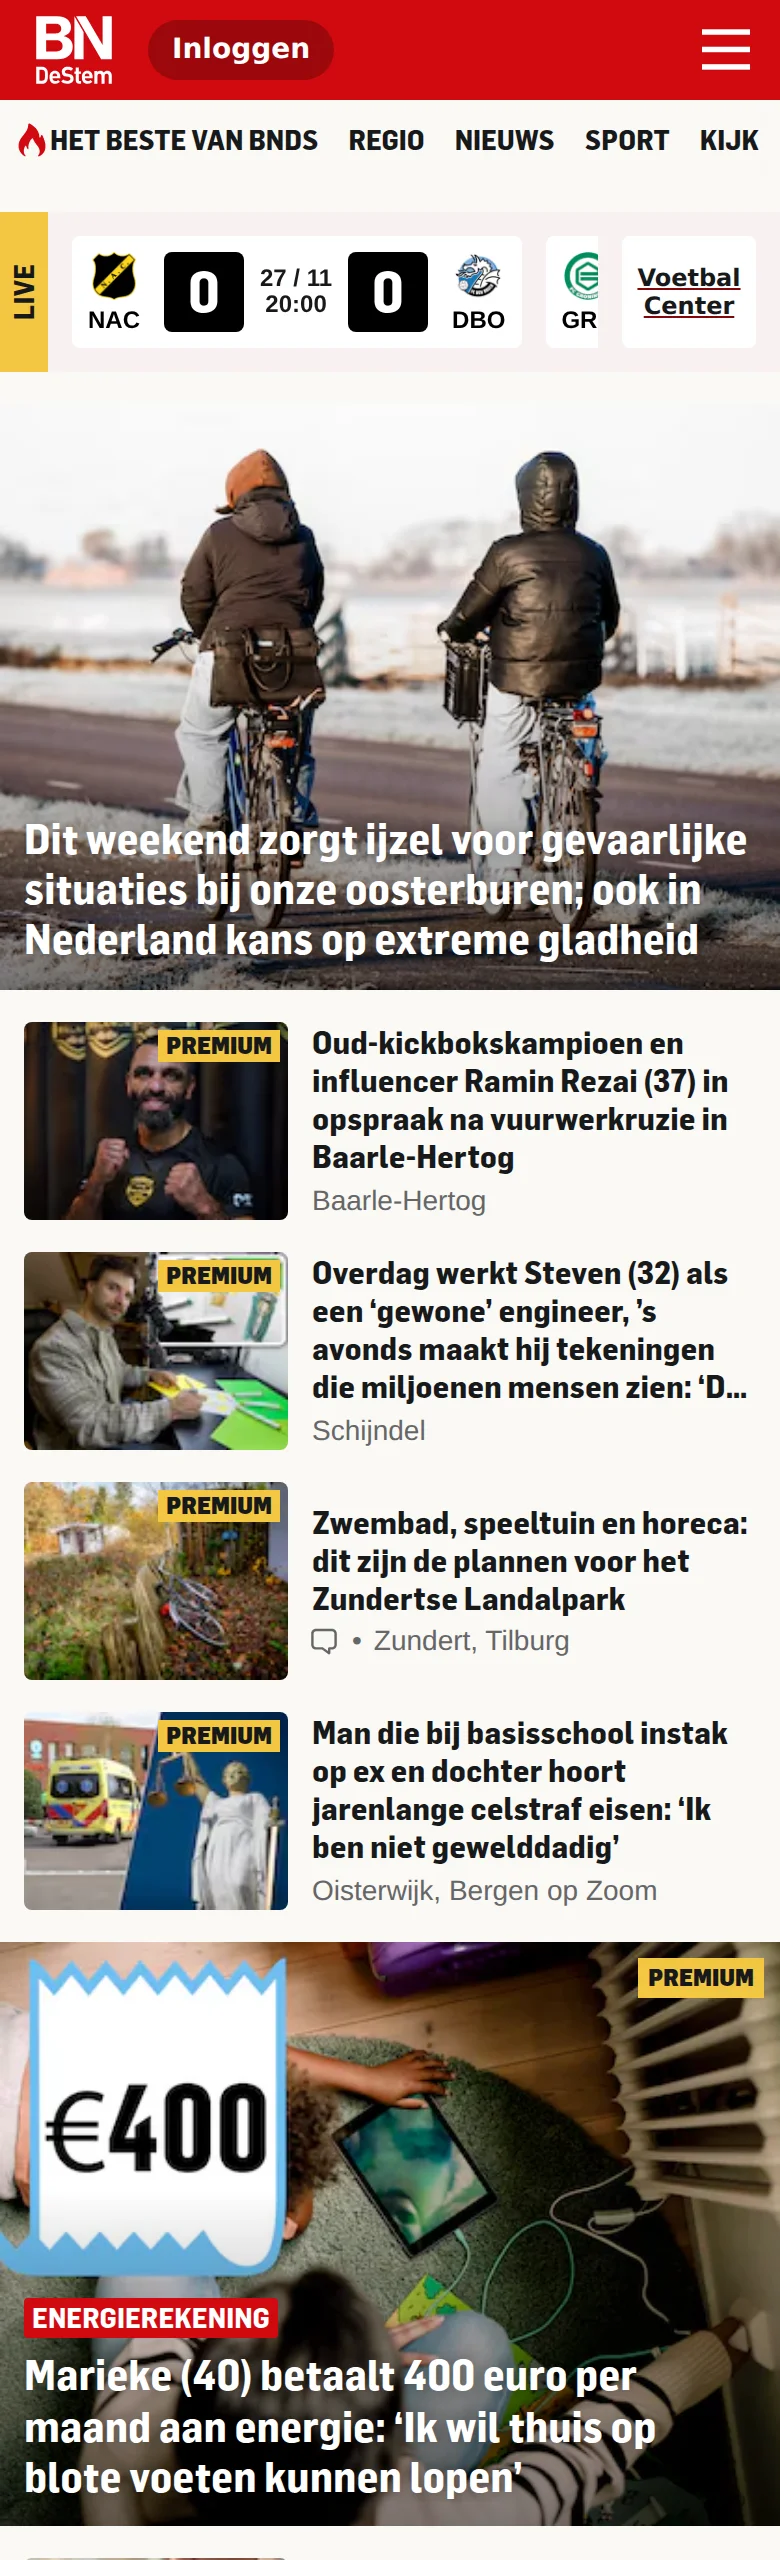 BN
DeStem
Inloggen
HET BESTE VAN BNDS REGIO NIEUWS SPORT KIJK
LIVE
NAC
0
27 / 11
20:00
0
DBO
GR
Voetbal
Center
Dit weekend zorgt ijzel voor gevaarlijke
situaties bij onze oosterburen; ook in
Nederland kans op extreme gladheid
PREMIUM
Oud-kickbokskampioen en
influencer Ramin Rezai (37) in
opspraak na vuurwerkruzie in
Baarle-Hertog
Baarle-Hertog
PREMIUM
Overdag werkt Steven (32) als
een ‘gewone’ engineer, ’s
avonds maakt hij tekeningen
die miljoenen mensen zien: ‘D...
Schijndel
PREMIUM
Zwembad, speeltuin en horeca:
dit zijn de plannen voor het
Zundertse Landalpark
• Zundert, Tilburg
PREMIUM
Man die bij basisschool instak
op ex en dochter hoort
jarenlange celstraf eisen: ‘Ik
ben niet gewelddadig’
Oisterwijk, Bergen op Zoom
PREMIUM
€400
ENERGIEREKENING
Marieke (40) betaalt 400 euro per
maand aan energie: ‘Ik wil thuis op
blote voeten kunnen lopen’